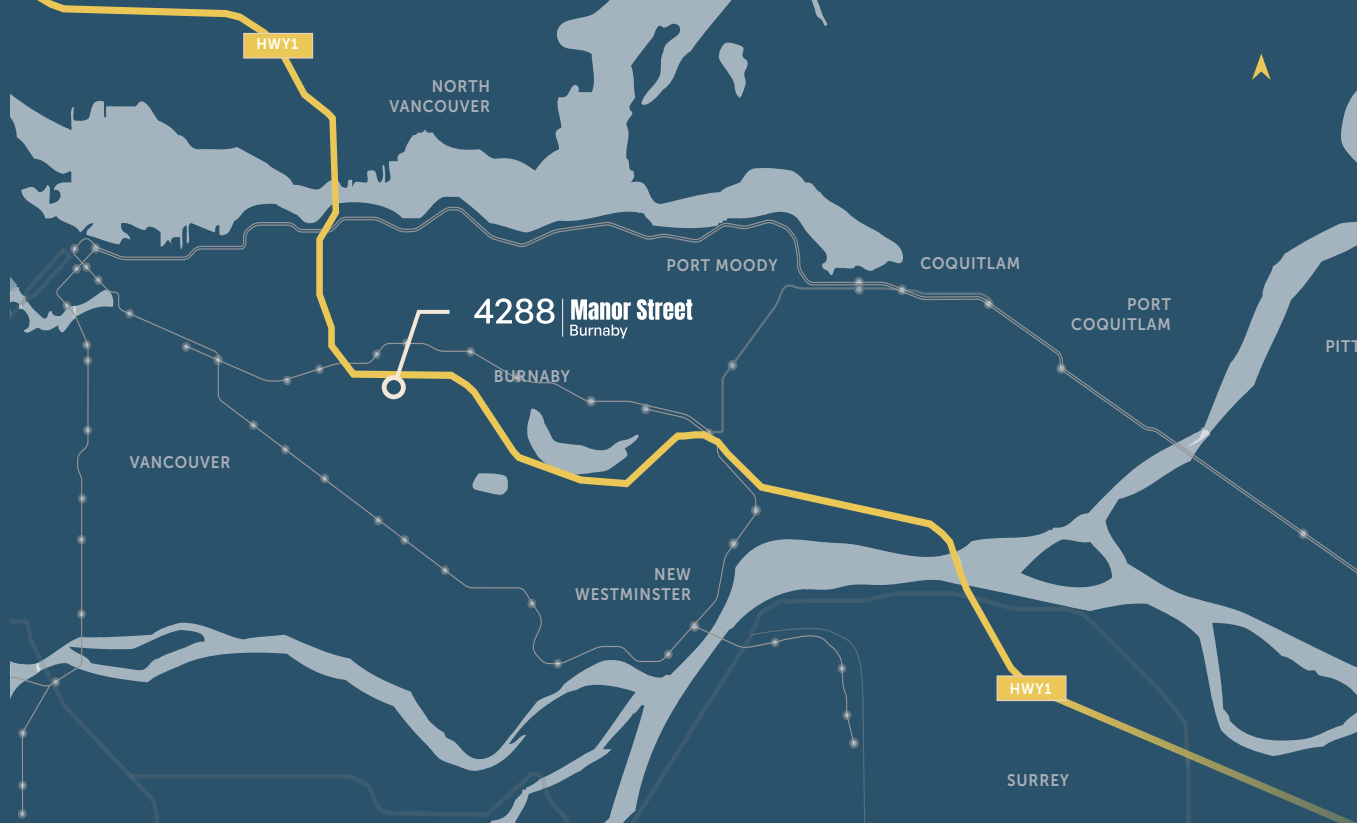 HWY1
NORTH
VANCOUVER
PORT MOODY
COQUITLAM
4288 Manor Street
Burnaby
PORT
COQUITLAM
PITT
BURNABY
VANCOUVER
NEW
WESTMINSTER
HWY1
SURREY